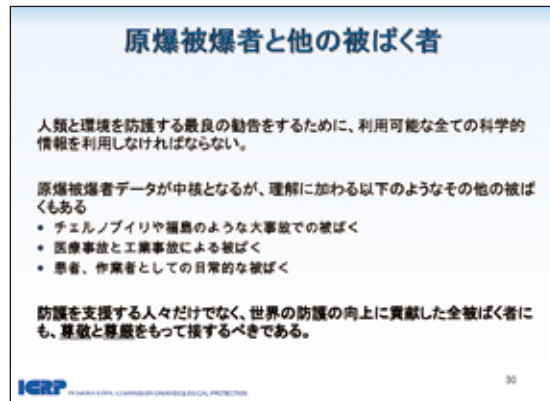 原爆被爆者と他の被ばく者
人類と環境を防護する最良の勧告をするために、利用可能な全ての科学的
情報を利用しなければならない。
原爆被爆者データが中核となるが、理解に加わる以下のようなその他の被ば
くもある
• チェルノブイリや福島のような大事故での被ばく
• 医療事故と工業事故による被ばく
• 患者、作業者としての日常的な被ばく
防護を支援する人々だけでなく、世界の防護の向上に貢献した全被ばく者に
も、尊敬と尊厳をもって接するべきである。
ICRP INTERNATIONAL COMMISSION ON RADIOLOGICAL PROTECTION
30